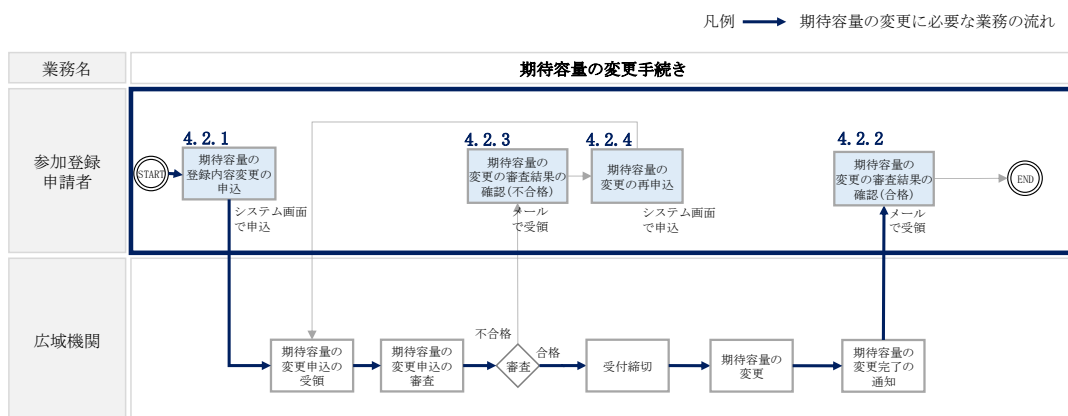 凡例 期待容量の変更に必要な業務の流れ
業務名
期待容量の変更手続き
参加登録
申請者
START
4.2.1
期待容量の
登録内容変更の
申込
システム画面
で申込
4.2.3
期待容量の
変更の審査結果の
確認(不合格)
メール
で受領
4.2.4
期待容量の
変更の再申込
システム画面
で申込
4.2.2
期待容量の
変更の審査結果の
確認(合格)
メール
で受領
END
広域機関
期待容量の
変更申込の
受領
期待容量の
変更申込の
審査
不合格
審査
合格
受付締切
期待容量の
変更
期待容量の
変更完了の
通知